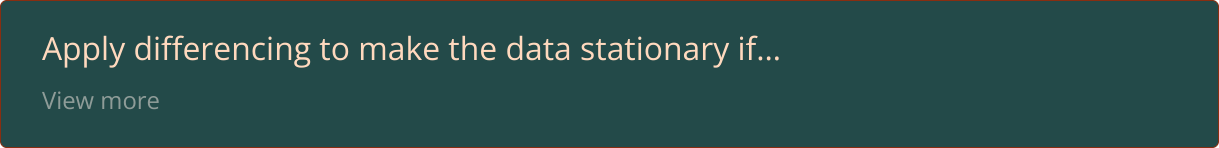 Apply differencing to make the data stationary if...
View more